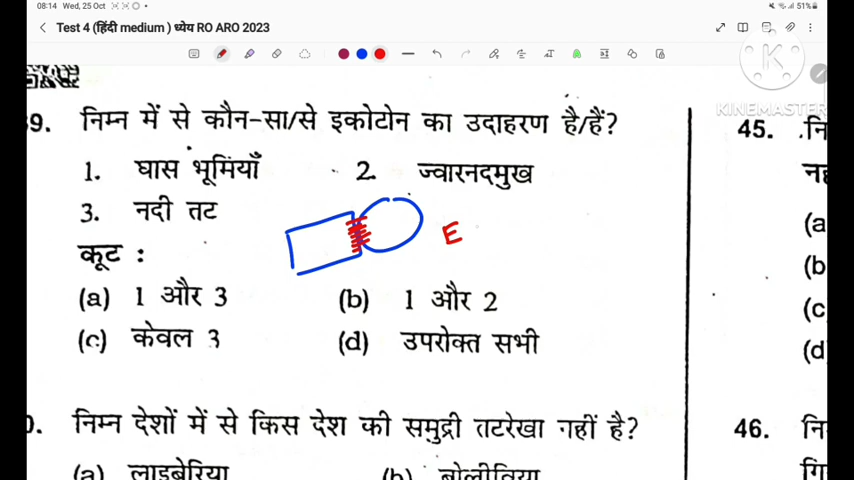 08:14 Wed, 25 Oct
51%
Test 4 (हिंदी medium ) ध्येय RO ARO 2023
KINEMASTER
39. निम्न में से कौन-सा/से इकोटोन का उदाहरण है/हैं?
1. घास भूमियाँ 2. ज्वारनदमुख
3. नदी तट
E
कूट :
(a) 1 और 3 (b) 1 और 2
(c) केवल 3 (d) उपरोक्त सभी
0. निम्न देशों में से किस देश की समुद्री तटरेखा नहीं है?
(a) लाइबेरिया (b) बोलीविया
45. नि
नह
(a
(b
(c
(d
46. नि
गि